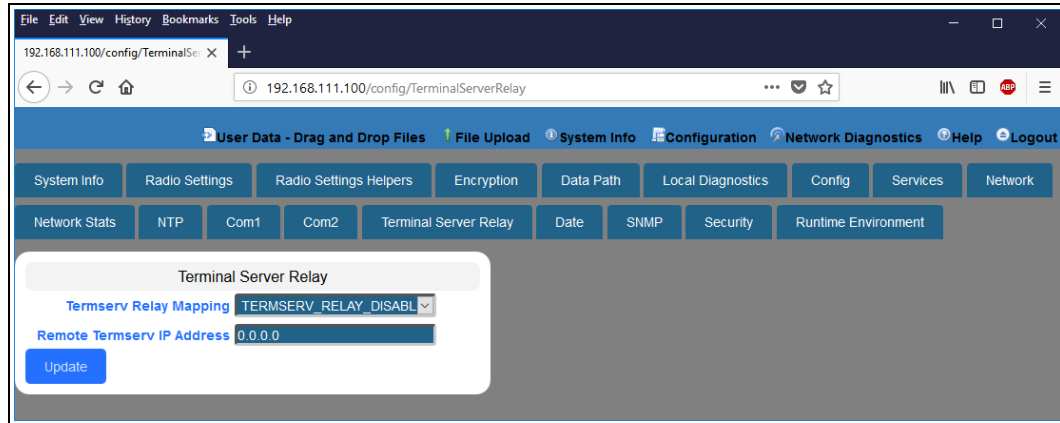 File Edit View History Bookmarks Tools Help
192.168.111.100/config/TerminalSer
192.168.111.100/config/TerminalServerRelay
ABP
User Data - Drag and Drop Files File Upload System Info Configuration Network Diagnostics Help Logout
System Info Radio Settings Radio Settings Helpers Encryption Data Path Local Diagnostics Config Services Network
Network Stats NTP Com1 Com2 Terminal Server Relay Date SNMP Security Runtime Environment
Terminal Server Relay
Termserv Relay Mapping TERMSERV_RELAY_DISABL
Remote Termserv IP Address 0.0.0.0
Update